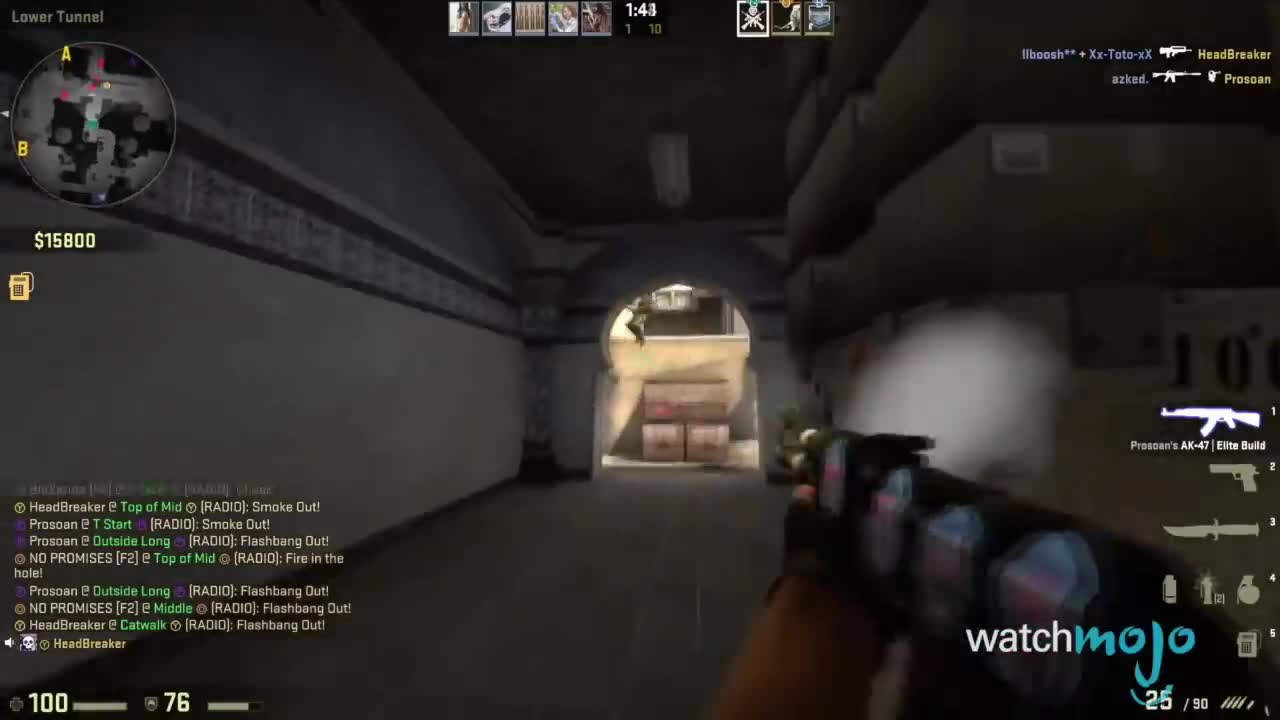 Lower Tunnel
A
B
1:43
1 10
llboosh** + Xx-Toto-xX HeadBreaker
azked. Prosoan
$15800
106
1
Prosoan's AK-47 | Elite Build
2
3
4
[2]
5
HeadBreaker @ Top of Mid (RADIO): Smoke Out!
Prosoan @ T Start (RADIO): Smoke Out!
Prosoan @ Outside Long (RADIO): Flashbang Out!
NO PROMISES [F2] @ Top of Mid (RADIO): Fire in the
hole!
Prosoan @ Outside Long (RADIO): Flashbang Out!
NO PROMISES [F2] @ Middle (RADIO): Flashbang Out!
HeadBreaker @ Catwalk (RADIO): Flashbang Out!
HeadBreaker
watchmojo
100 76
25 / 90